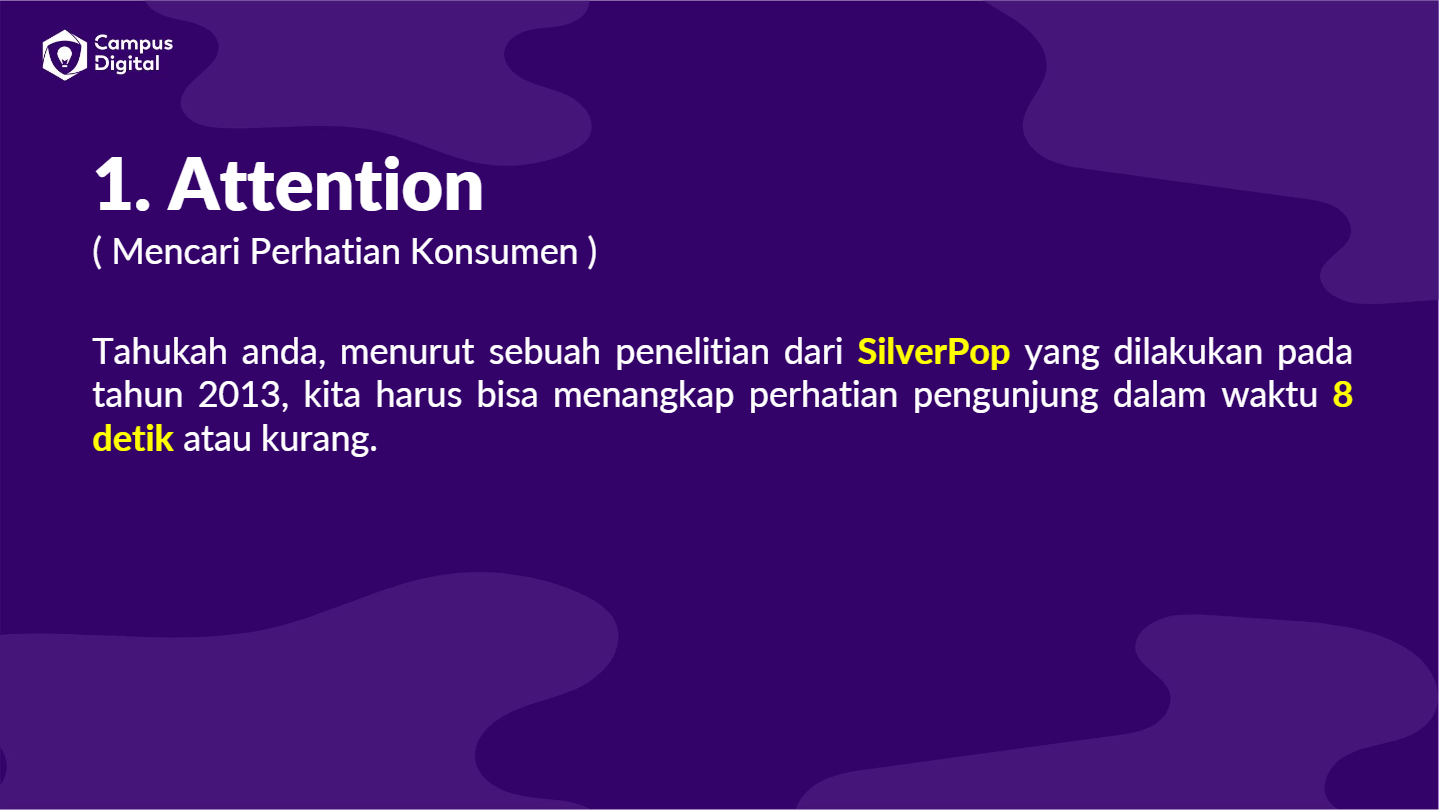 Campus
Digital
1. Attention
( Mencari Perhatian Konsumen )
Tahukah anda, menurut sebuah penelitian dari SilverPop yang dilakukan pada
tahun 2013, kita harus bisa menangkap perhatian pengunjung dalam waktu 8
detik atau kurang.